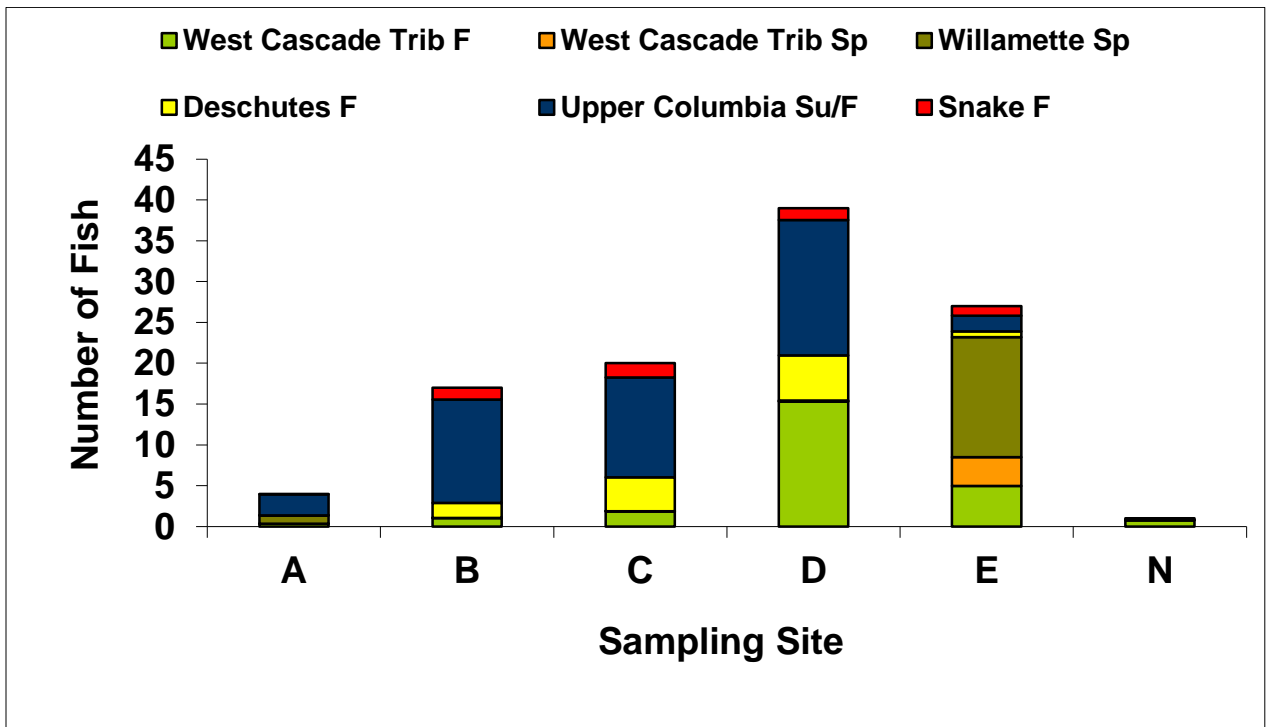 West Cascade Trib F West Cascade Trib Sp Willamette Sp
Deschutes F Upper Columbia Su/F Snake F
45
40
35
30
25
20
15
10
5
0
Number of Fish
A B C D E N
Sampling Site